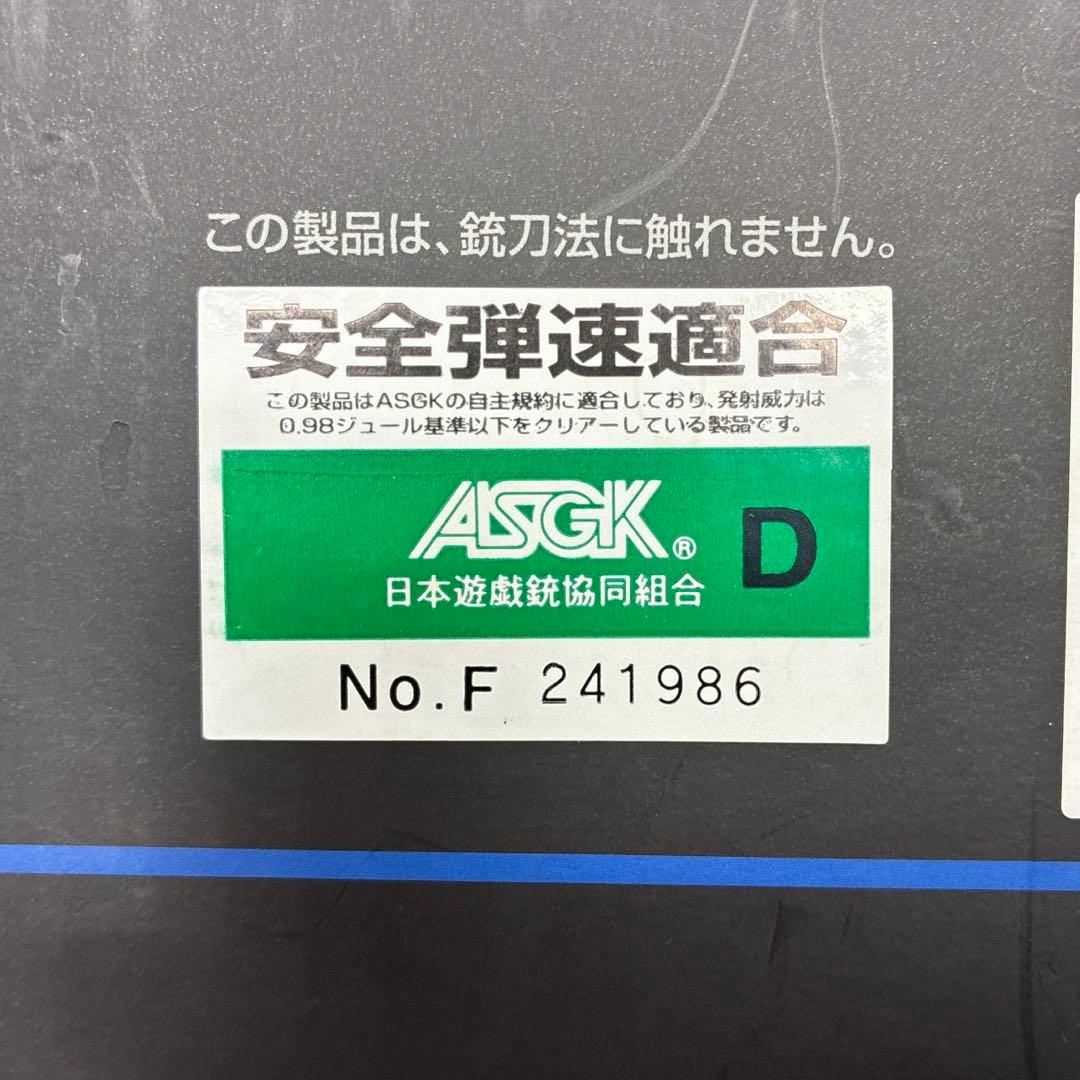 この製品は、銃刀法に触れません。
安全弾速適合
この製品はASGKの自主規約に適合しており、発射威力は
0.98ジュール基準以下をクリアーしている製品です。
ASGK® D
日本遊戯銃協同組合
No.F 241986